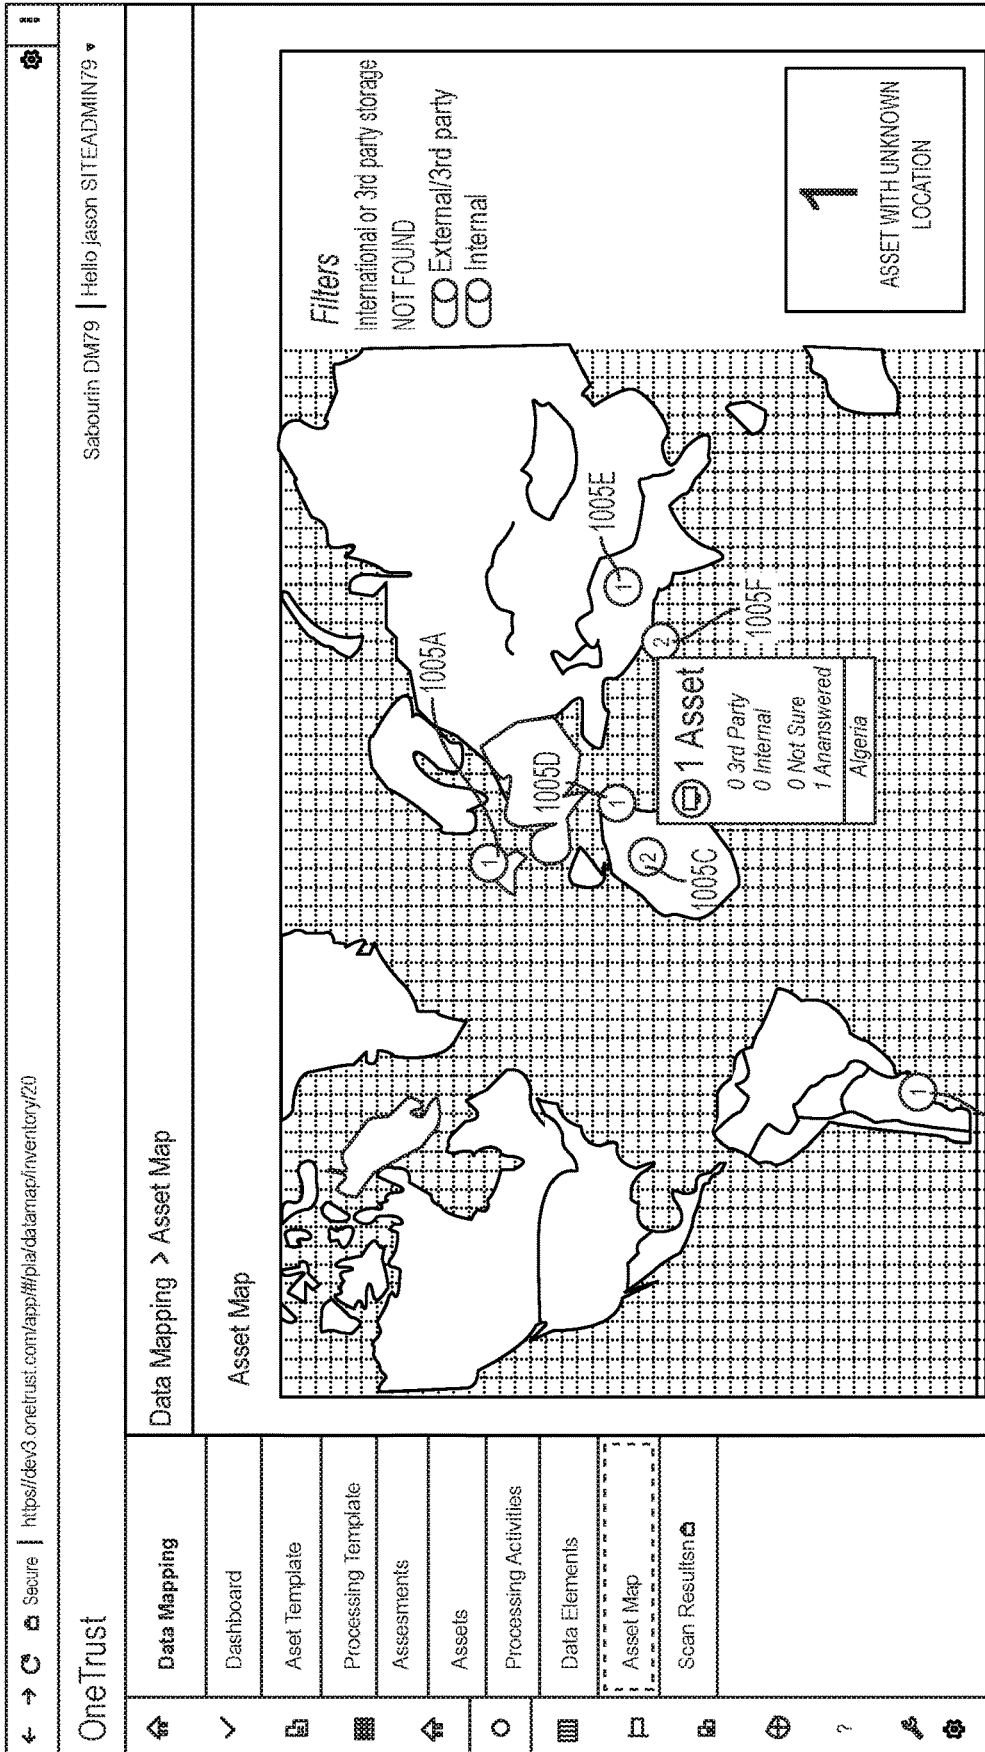 Secure | https//dev3.onetrust.com/app/#/pia/datamap/inventory/20
OneTrust
Sabourin DM79 | Hello jason SITEADMIN79
Data Mapping
Dashboard
Aset Template
Processing Template
Assesments
Assets
Processing Activities
Data Elements
Asset Map
Scan Resultsn
?
Data Mapping > Asset Map
Asset Map
Filters
International or 3rd party storage
NOT FOUND
External/3rd party
Internal
1
ASSET WITH UNKNOWN
LOCATION
1005A
1
1005D
1
1005E
1
2
1005C
2
1005F
1 Asset
0 3rd Party
0 Internal
0 Not Sure
1 Ananswered
Algeria
1